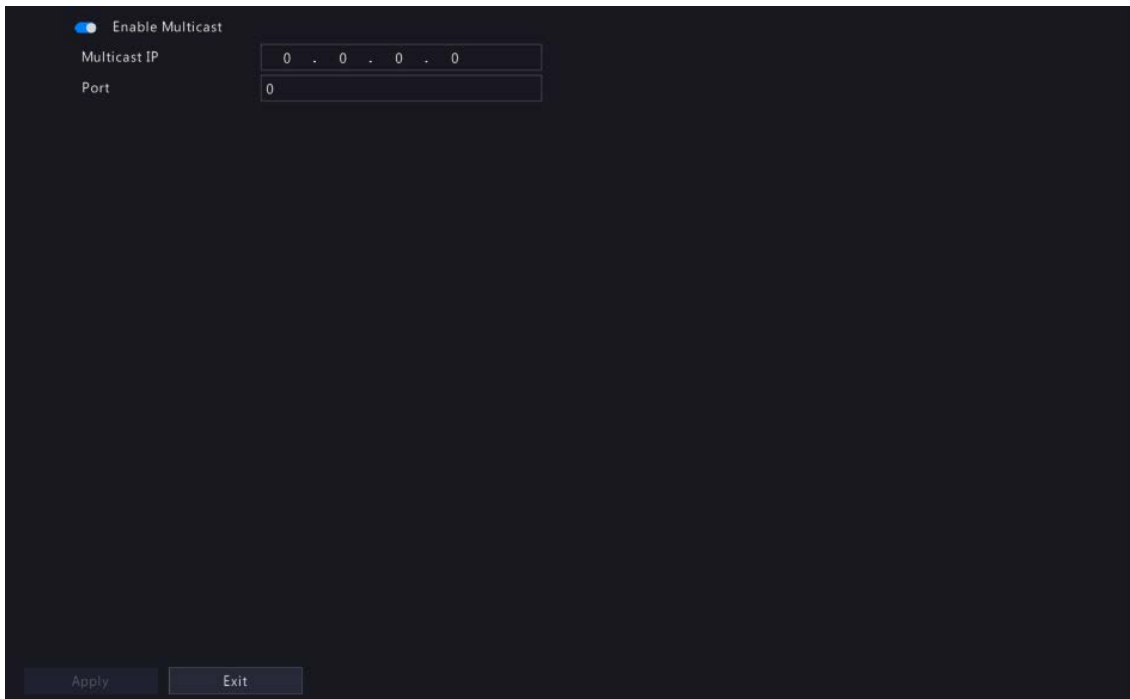 Enable Multicast
Multicast IP 0 . 0 . 0 . 0
Port 0
Apply Exit